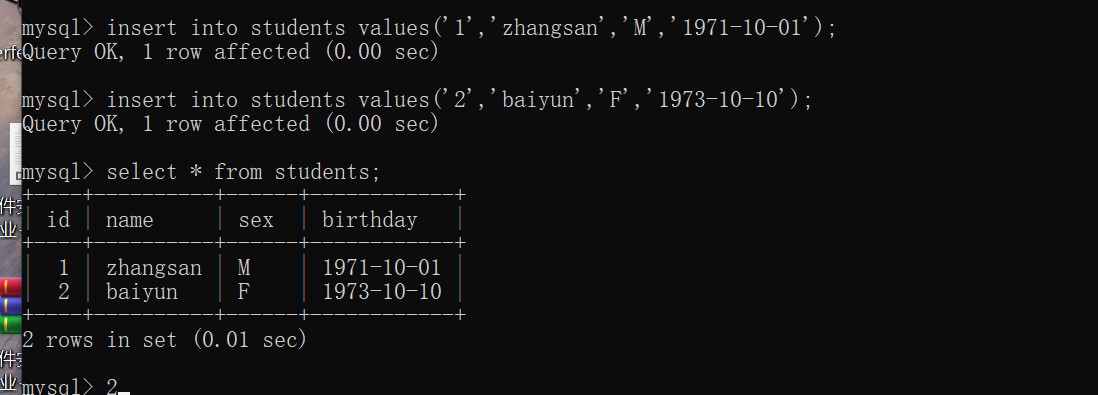 mysql> insert into students values('1','zhangsan','M','1971-10-01');
Query OK, 1 row affected (0.00 sec)
mysql> insert into students values('2','baiyun','F','1973-10-10');
Query OK, 1 row affected (0.00 sec)
mysql> select * from students;
+----+----------+------+------------+
| id | name     | sex  | birthday   |
+----+----------+------+------------+
|  1 | zhangsan | M    | 1971-10-01 |
|  2 | baiyun   | F    | 1973-10-10 |
+----+----------+------+------------+
2 rows in set (0.01 sec)
mysql> 2